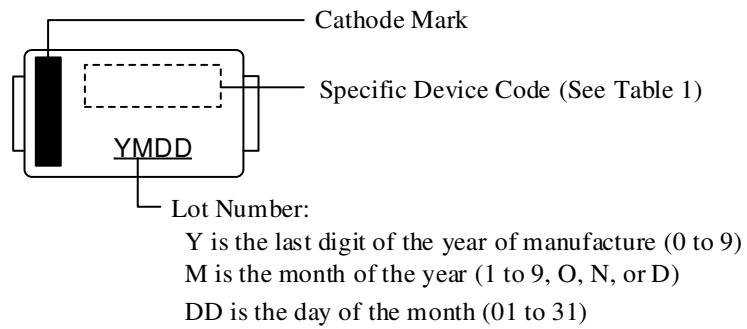 Cathode Mark
Specific Device Code (See Table 1)
YMDD
Lot Number:
Y is the last digit of the year of manufacture (0 to 9)
M is the month of the year (1 to 9, O, N, or D)
DD is the day of the month (01 to 31)